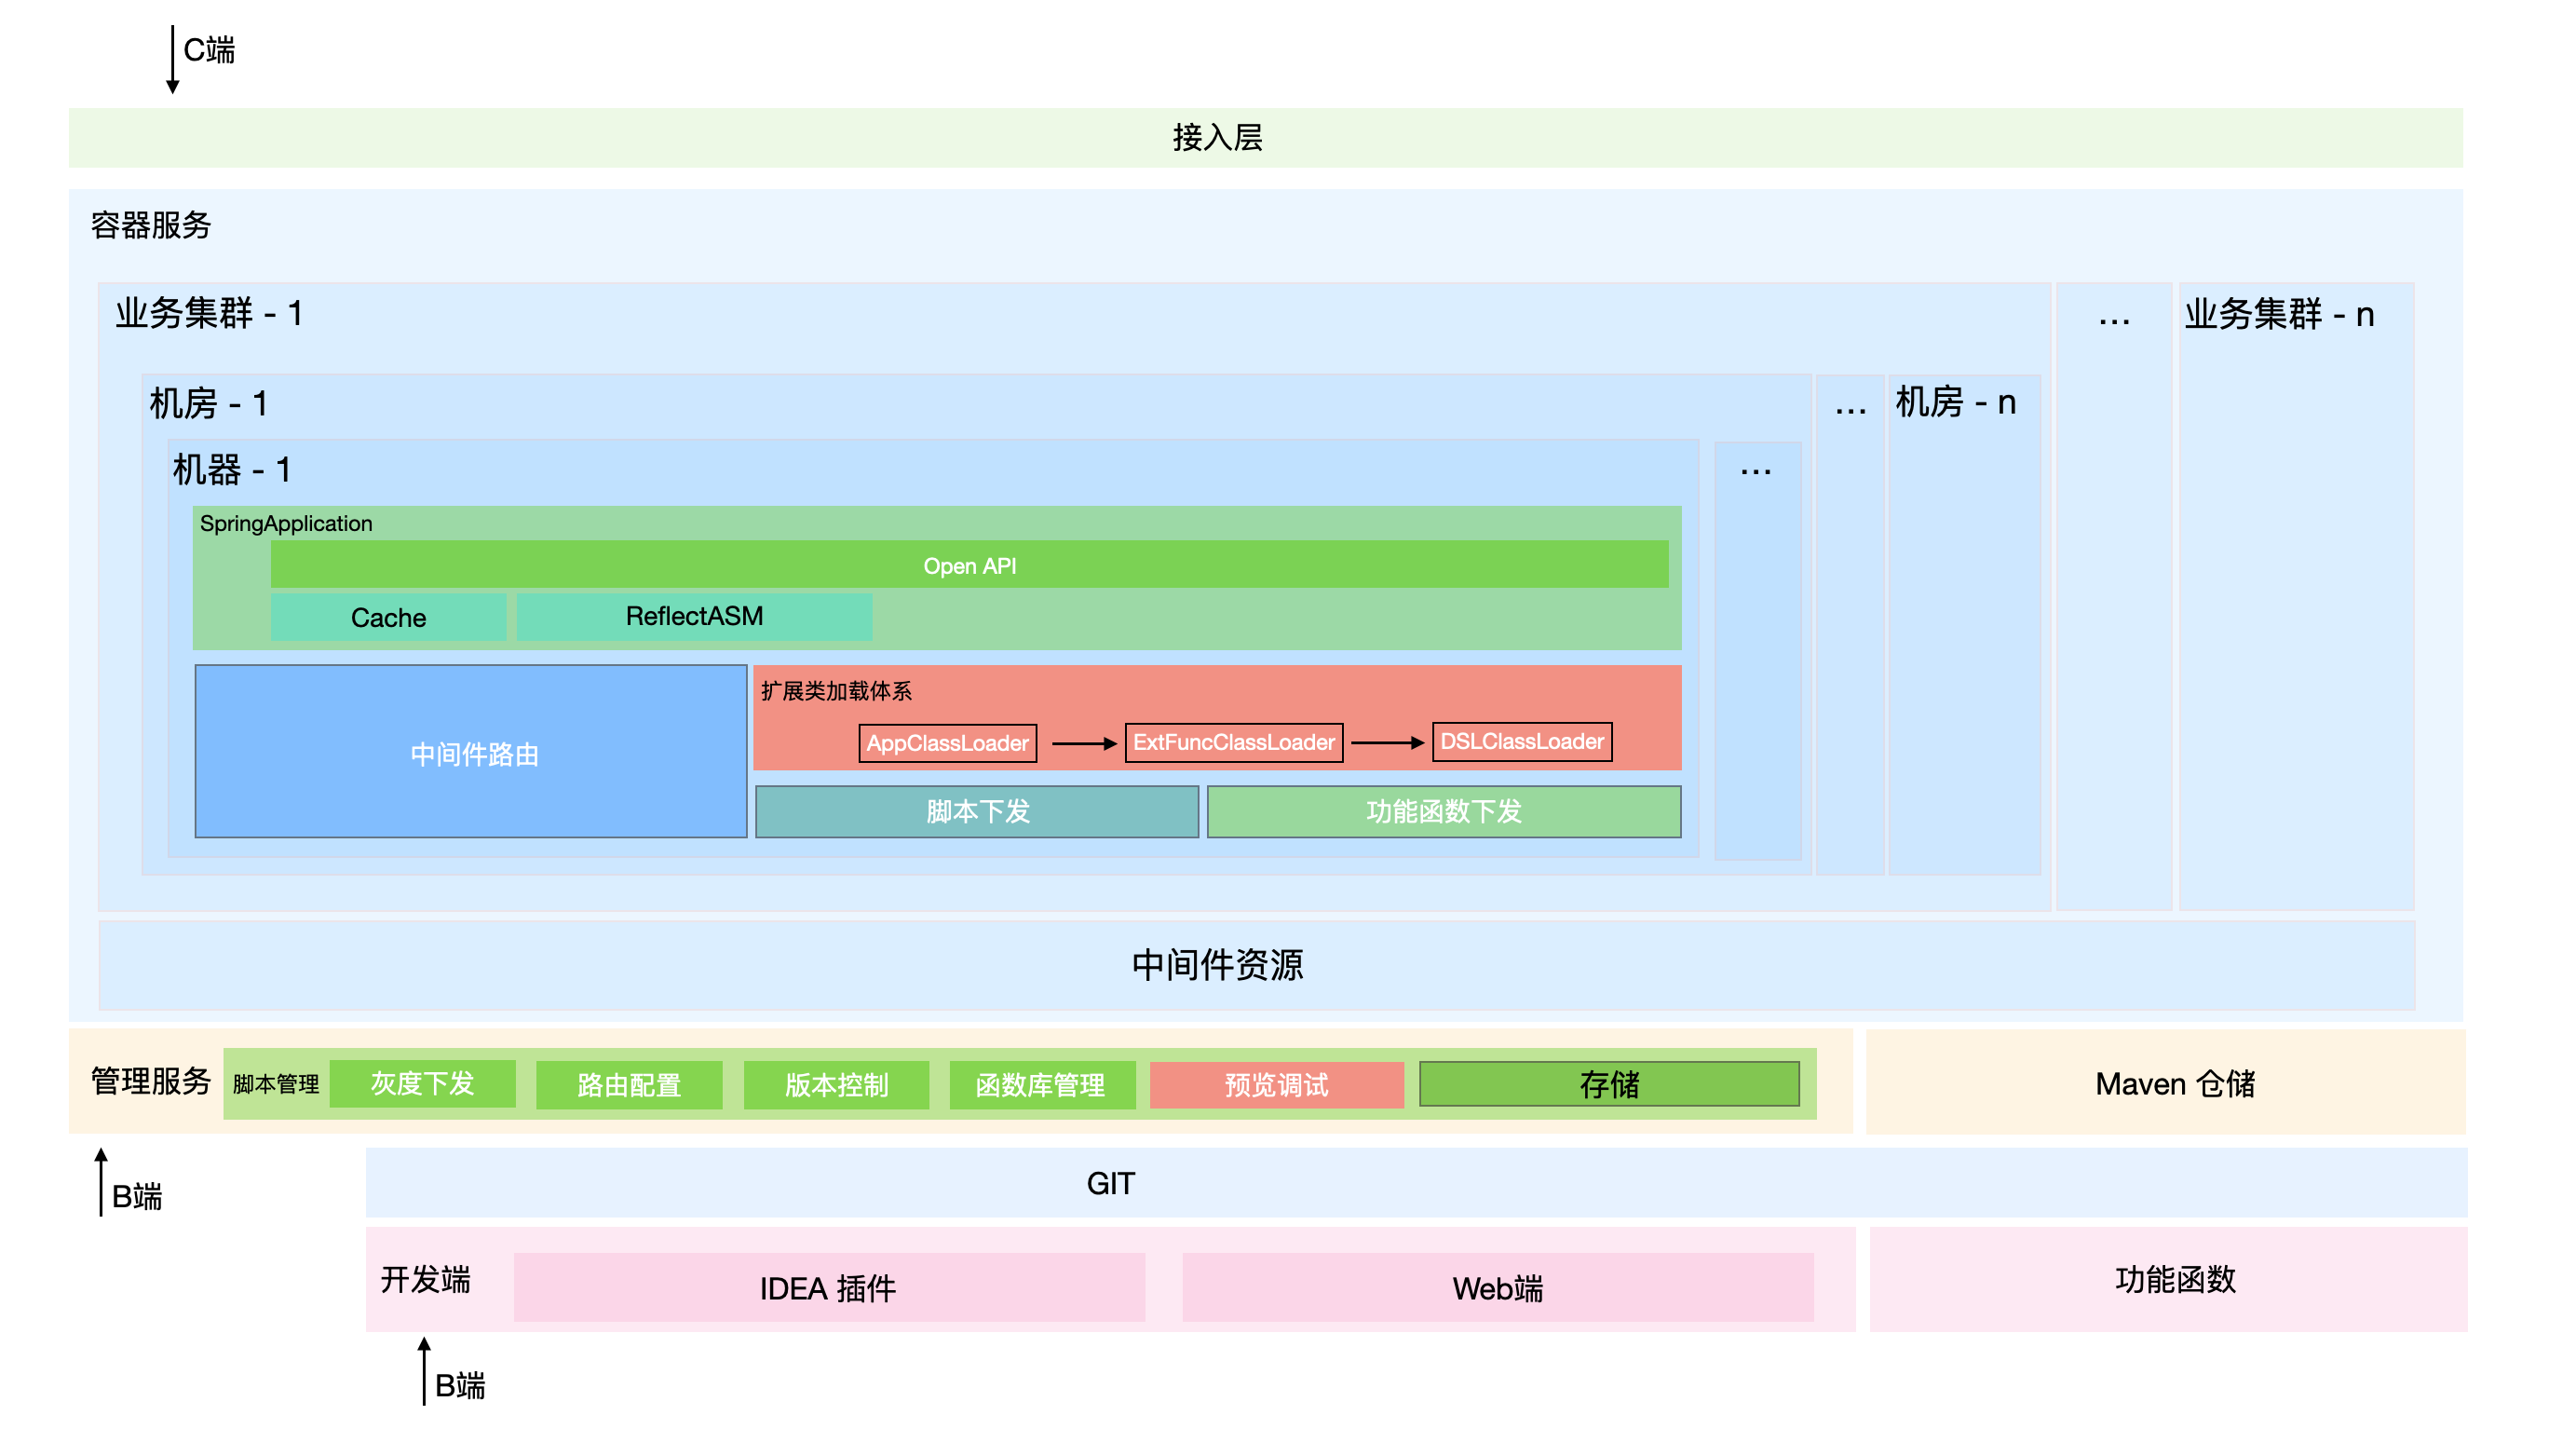 C端
接入层
容器服务
业务集群 - 1
...
业务集群 - n
机房 - 1
...
机房 - n
机器 - 1
...
SpringApplication
Open API
Cache
ReflectASM
中间件路由
扩展类加载体系
AppClassLoader
ExtFuncClassLoader
DSLClassLoader
脚本下发
功能函数下发
中间件资源
管理服务
脚本管理
灰度下发
路由配置
版本控制
函数库管理
预览调试
存储
Maven 仓储
B端
GIT
开发端
IDEA 插件
Web端
功能函数
B端